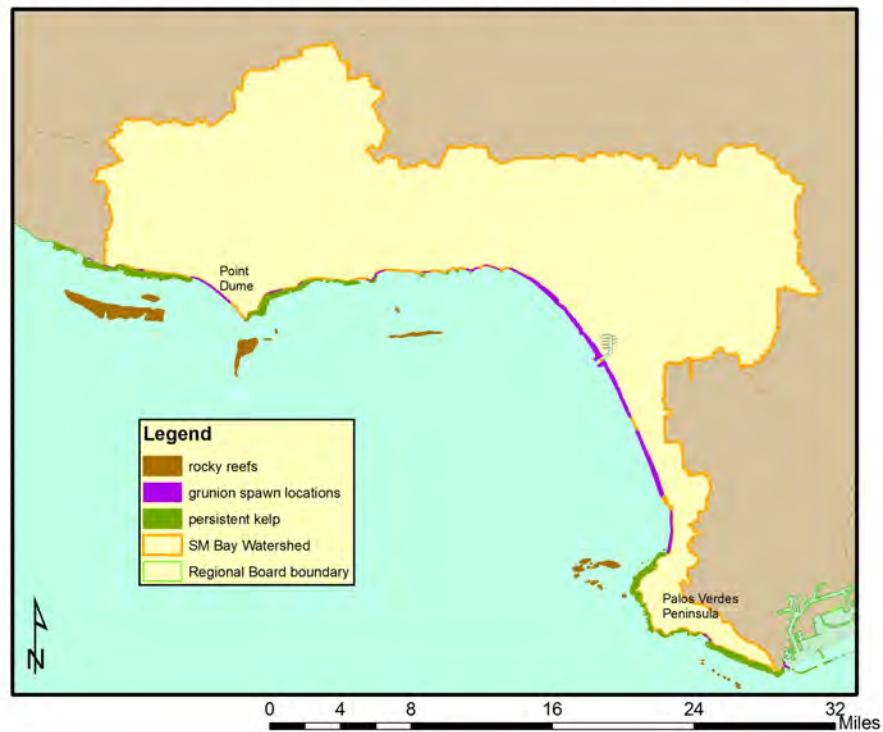 Point
Dume
Legend
rocky reefs
grunion spawn locations
persistent kelp
SM Bay Watershed
Regional Board boundary
Palos Verdes
Peninsula
N
0 4 8 16 24 32
Miles